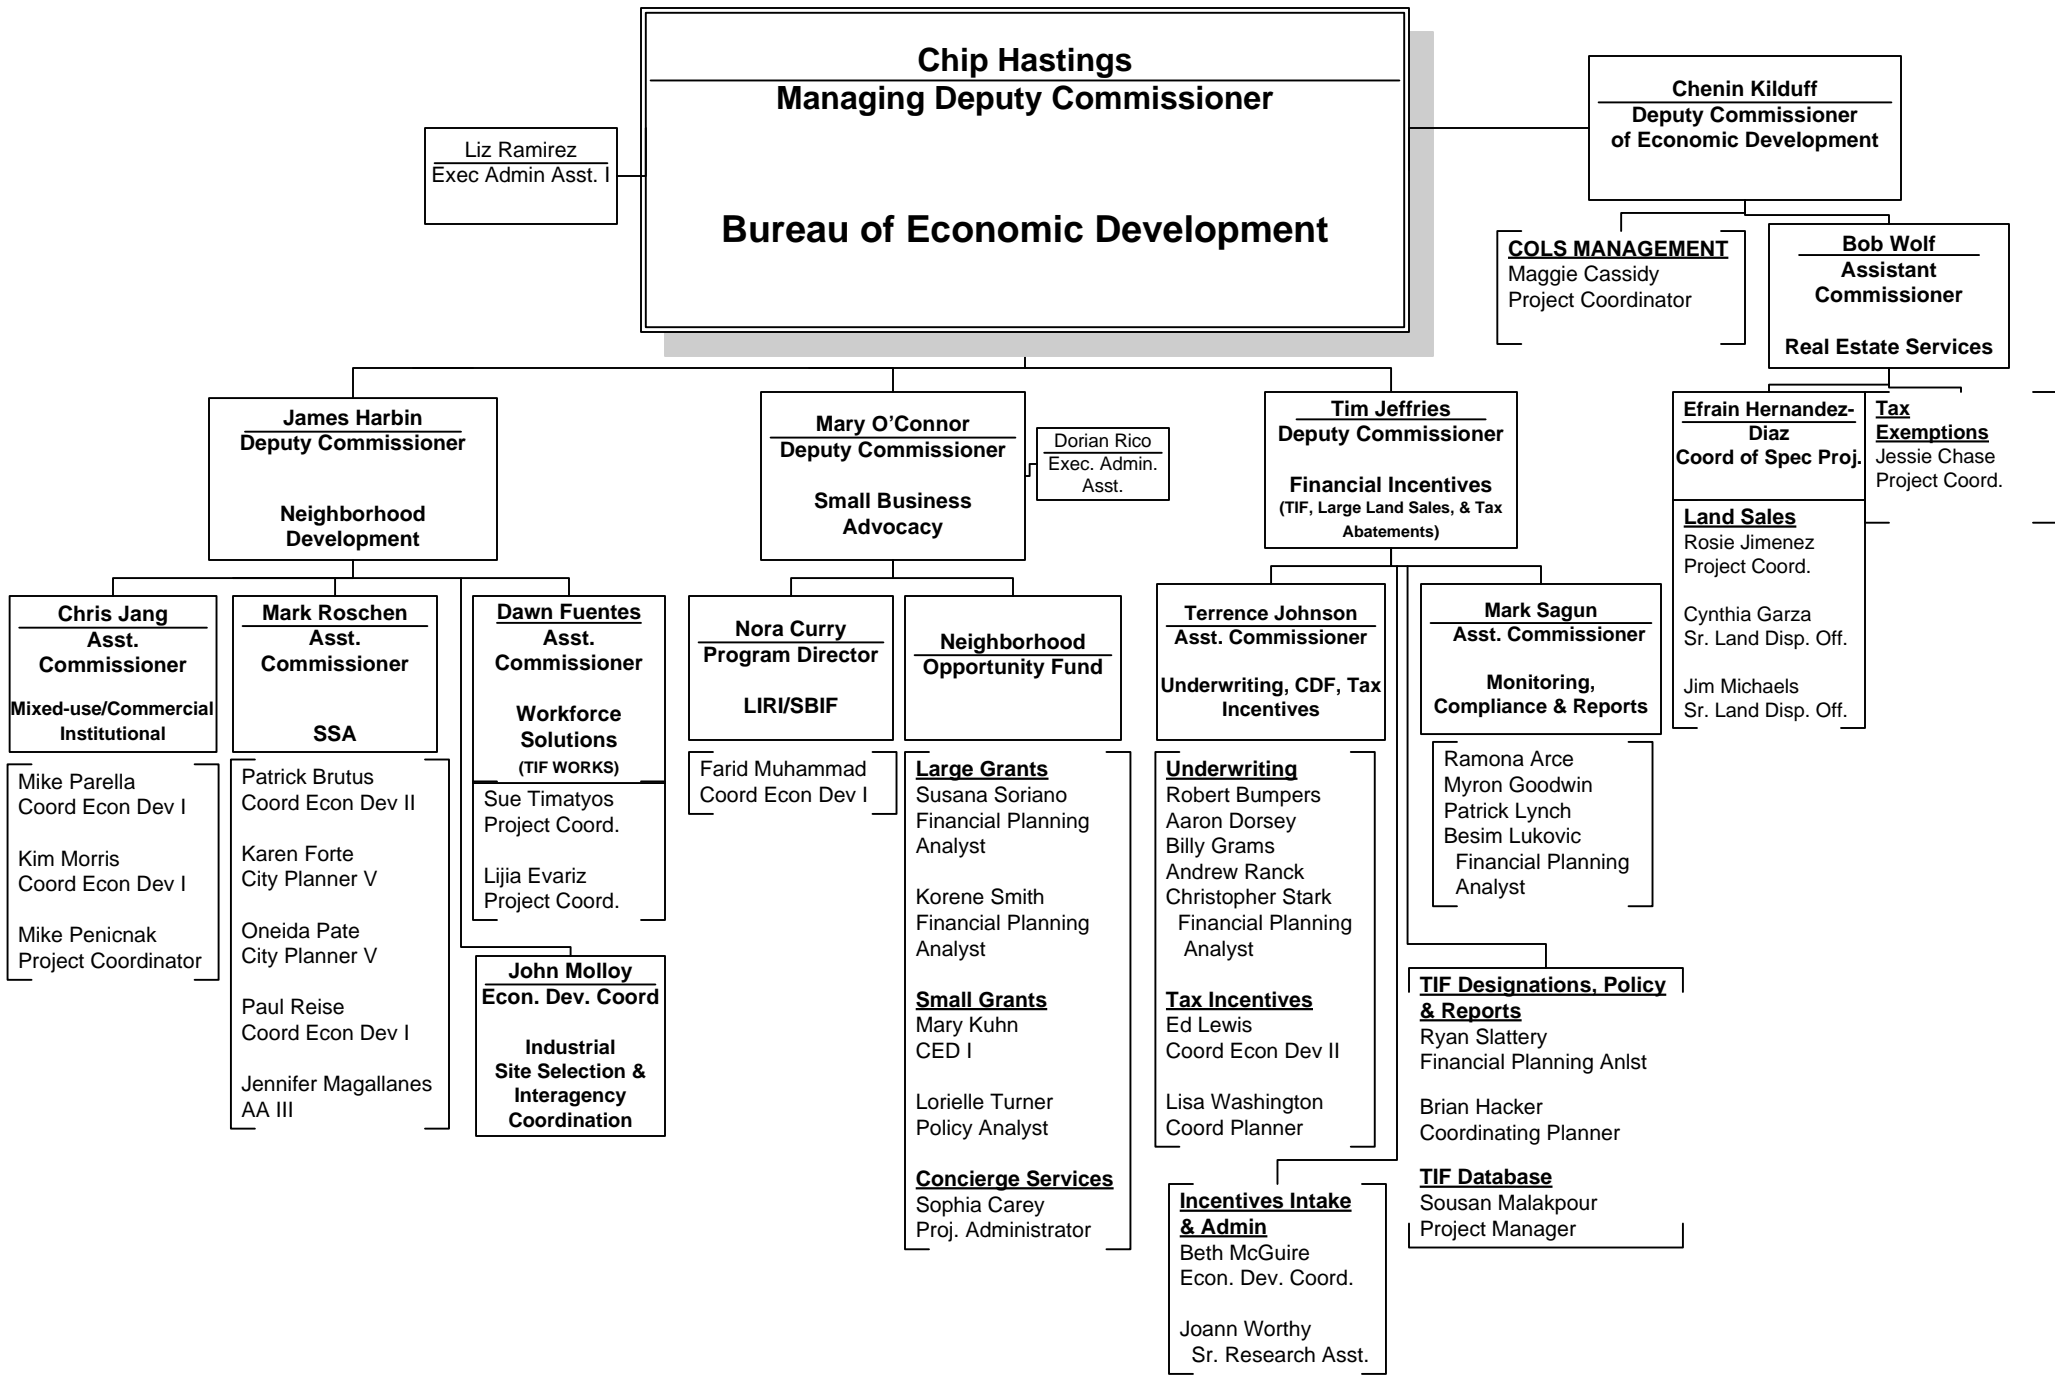 Chip Hastings
Managing Deputy Commissioner
Bureau of Economic Development
Liz Ramirez
Exec Admin Asst. I
Chenin Kilduff
Deputy Commissioner
of Economic Development
COLS MANAGEMENT
Maggie Cassidy
Project Coordinator
Bob Wolf
Assistant
Commissioner
Real Estate Services
Efrain Hernandez-
Diaz
Coord of Spec Proj.
Land Sales
Rosie Jimenez
Project Coord.
Cynthia Garza
Sr. Land Disp. Off.
Jim Michaels
Sr. Land Disp. Off.
Tax
Exemptions
Jessie Chase
Project Coord.
James Harbin
Deputy Commissioner
Neighborhood
Development
Chris Jang
Asst.
Commissioner
Mixed-use/Commercial
Institutional
Mike Parella
Coord Econ Dev I
Kim Morris
Coord Econ Dev I
Mike Penicnak
Project Coordinator
Mark Roschen
Asst.
Commissioner
SSA
Patrick Brutus
Coord Econ Dev II
Karen Forte
City Planner V
Oneida Pate
City Planner V
Paul Reise
Coord Econ Dev I
Jennifer Magallanes
AA III
Dawn Fuentes
Asst.
Commissioner
Workforce
Solutions
(TIF WORKS)
Sue Timatyos
Project Coord.
Lijia Evariz
Project Coord.
John Molloy
Econ. Dev. Coord
Industrial
Site Selection &
Interagency
Coordination
Mary O’Connor
Deputy Commissioner
Small Business
Advocacy
Dorian Rico
Exec. Admin.
Asst.
Nora Curry
Program Director
LIRI/SBIF
Farid Muhammad
Coord Econ Dev I
Neighborhood
Opportunity Fund
Large Grants
Susana Soriano
Financial Planning
Analyst
Korene Smith
Financial Planning
Analyst
Small Grants
Mary Kuhn
CED I
Lorielle Turner
Policy Analyst
Concierge Services
Sophia Carey
Proj. Administrator
Tim Jeffries
Deputy Commissioner
Financial Incentives
(TIF, Large Land Sales, & Tax
Abatements)
Terrence Johnson
Asst. Commissioner
Underwriting, CDF, Tax
Incentives
Underwriting
Robert Bumpers
Aaron Dorsey
Billy Grams
Andrew Ranck
Christopher Stark
Financial Planning
Analyst
Tax Incentives
Ed Lewis
Coord Econ Dev II
Lisa Washington
Coord Planner
Incentives Intake
& Admin
Beth McGuire
Econ. Dev. Coord.
Joann Worthy
Sr. Research Asst.
Mark Sagun
Asst. Commissioner
Monitoring,
Compliance & Reports
Ramona Arce
Myron Goodwin
Patrick Lynch
Besim Lukovic
Financial Planning
Analyst
TIF Designations, Policy
& Reports
Ryan Slattery
Financial Planning Anlst
Brian Hacker
Coordinating Planner
TIF Database
Sousan Malakpour
Project Manager